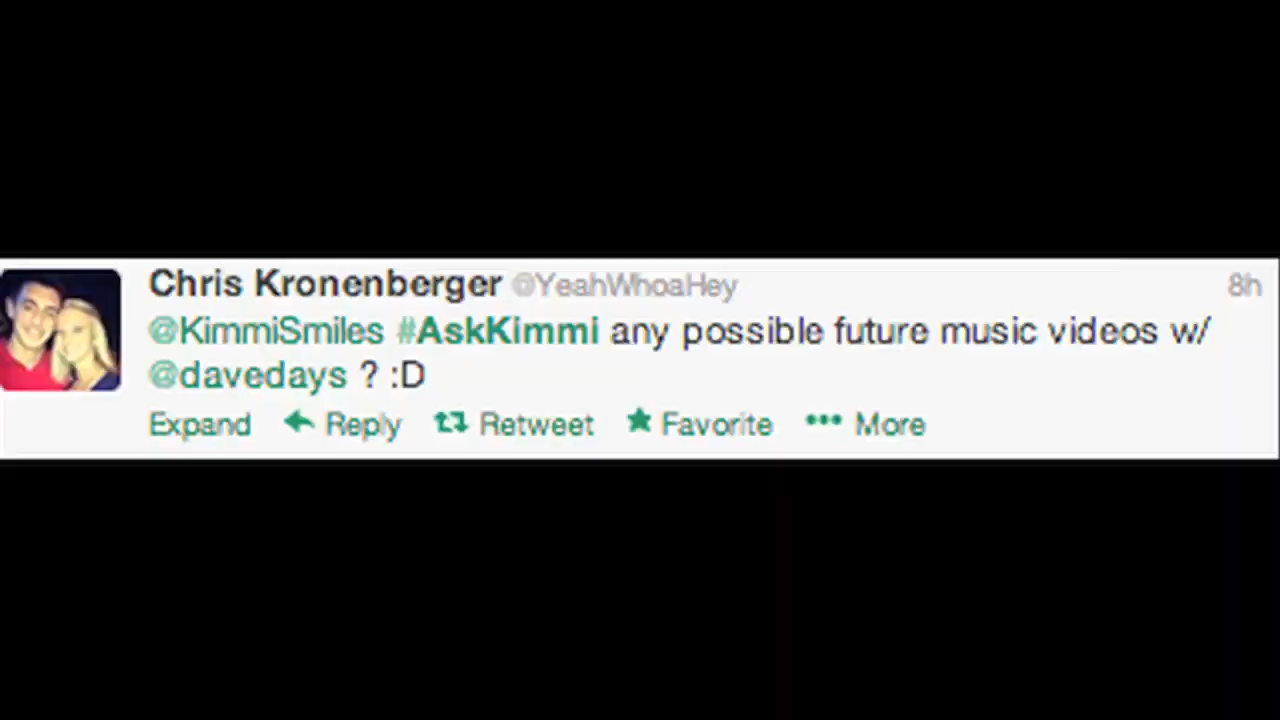 Chris Kronenberger @YeahWhoaHey 8h
@KimmiSmiles #AskKimmi any possible future music videos w/
@davedays ? :D
Expand Reply Retweet Favorite More